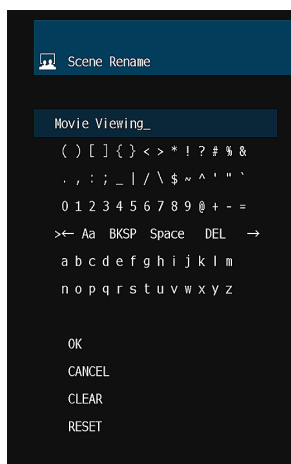 Scene Rename
Movie Viewing_
( ) [ ] { } < > * ! ? # % &
. , : ; _ | / \ $ ~ ^ ' " `
0 1 2 3 4 5 6 7 8 9 @ + - =
>← Aa BKSP Space DEL →
a b c d e f g h i j k l m
n o p q r s t u v w x y z
OK
CANCEL
CLEAR
RESET